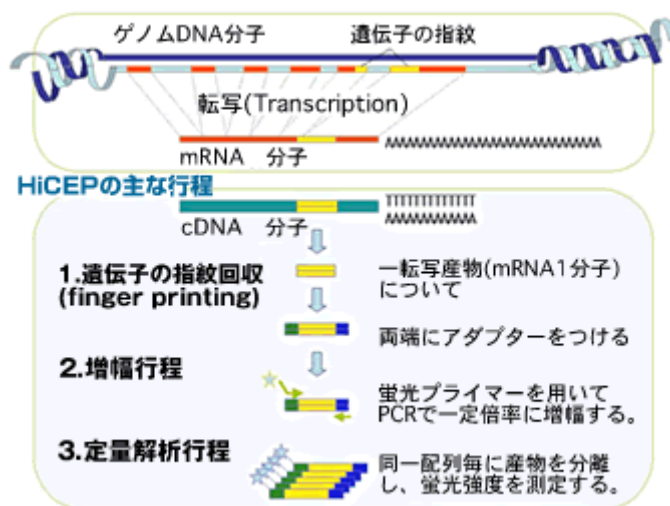 ゲノムDNA分子
遺伝子の指紋
転写(Transcription)
mRNA 分子
AAAAAAAAAAAAAAAAAAAAAAAAAAA
HiCEPの主な行程
TTTTTTTTTTTTT
AAAAAAAAAAAA
cDNA 分子
1.遺伝子の指紋回収
(finger printing)
一転写産物(mRNA1分子)
について
両端にアダプターをつける
2.増幅行程
蛍光プライマーを用いて
PCRで一定倍率に増幅する。
3.定量解析行程
同一配列毎に産物を分離
し、蛍光強度を測定する。